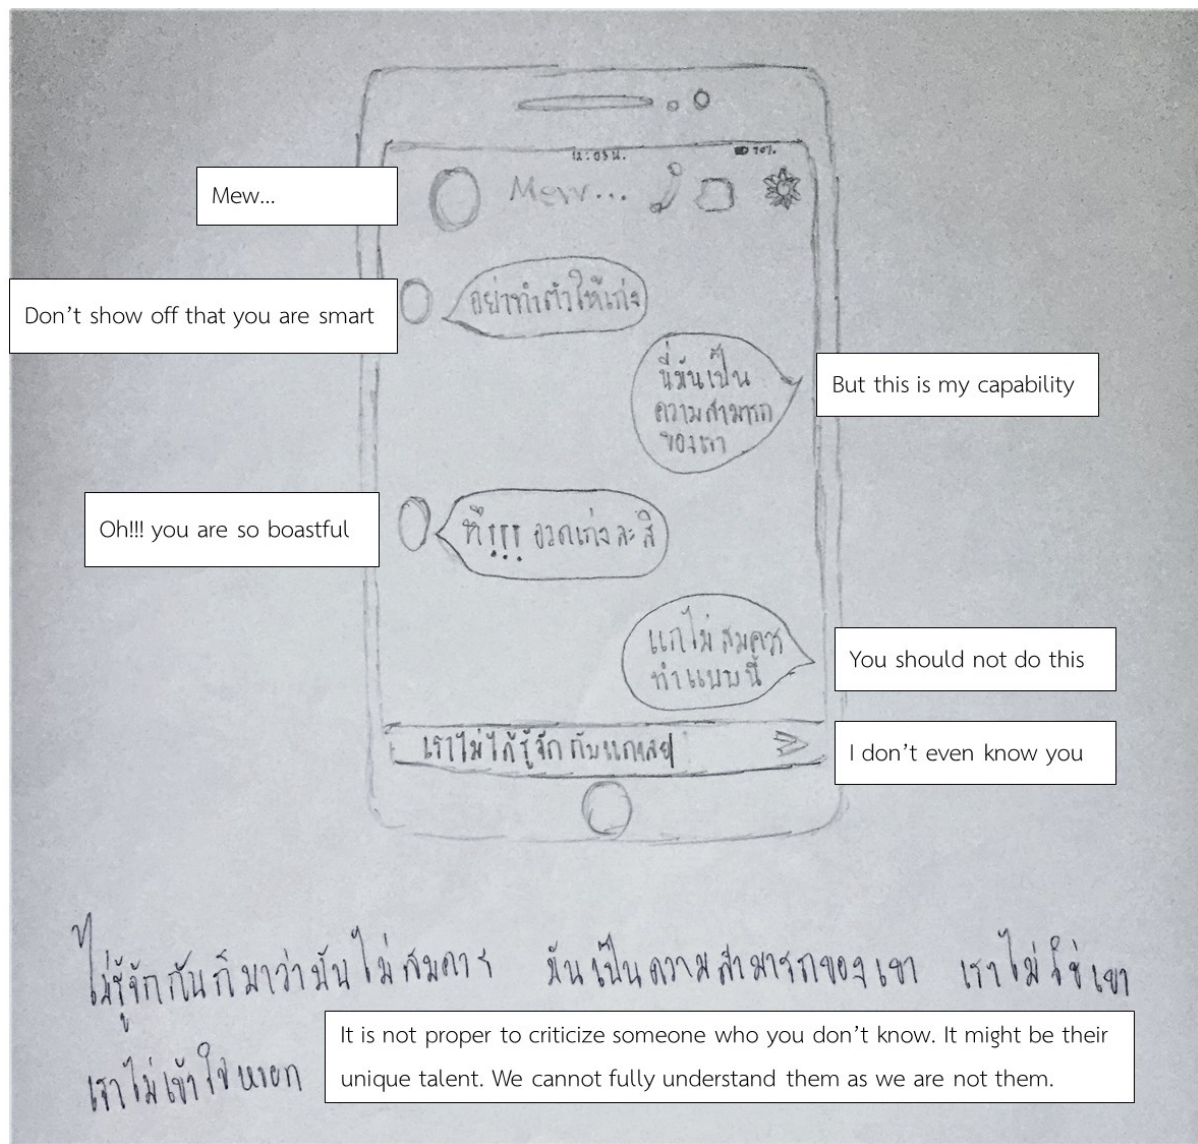 12:03 น.
70%
Mew...
Mew...
อย่าทำตัวให้เก่ง
Don’t show off that you are smart
นี่มันเป็น
ความสามารถ
ของเรา
But this is my capability
หึ!!! อวดเก่งละสิ
Oh!!! you are so boastful
แกไม่สมควร
ทำแบบนี้
You should not do this
เราไม่ได้รู้จักกับแกเลย
I don’t even know you
ไม่รู้จักกันก็มาว่ามันไม่สมควร มันเป็นความสามารถของเขา เราไม่ใช่เขา
เราไม่เข้าใจหรอก
It is not proper to criticize someone who you don’t know. It might be their
unique talent. We cannot fully understand them as we are not them.